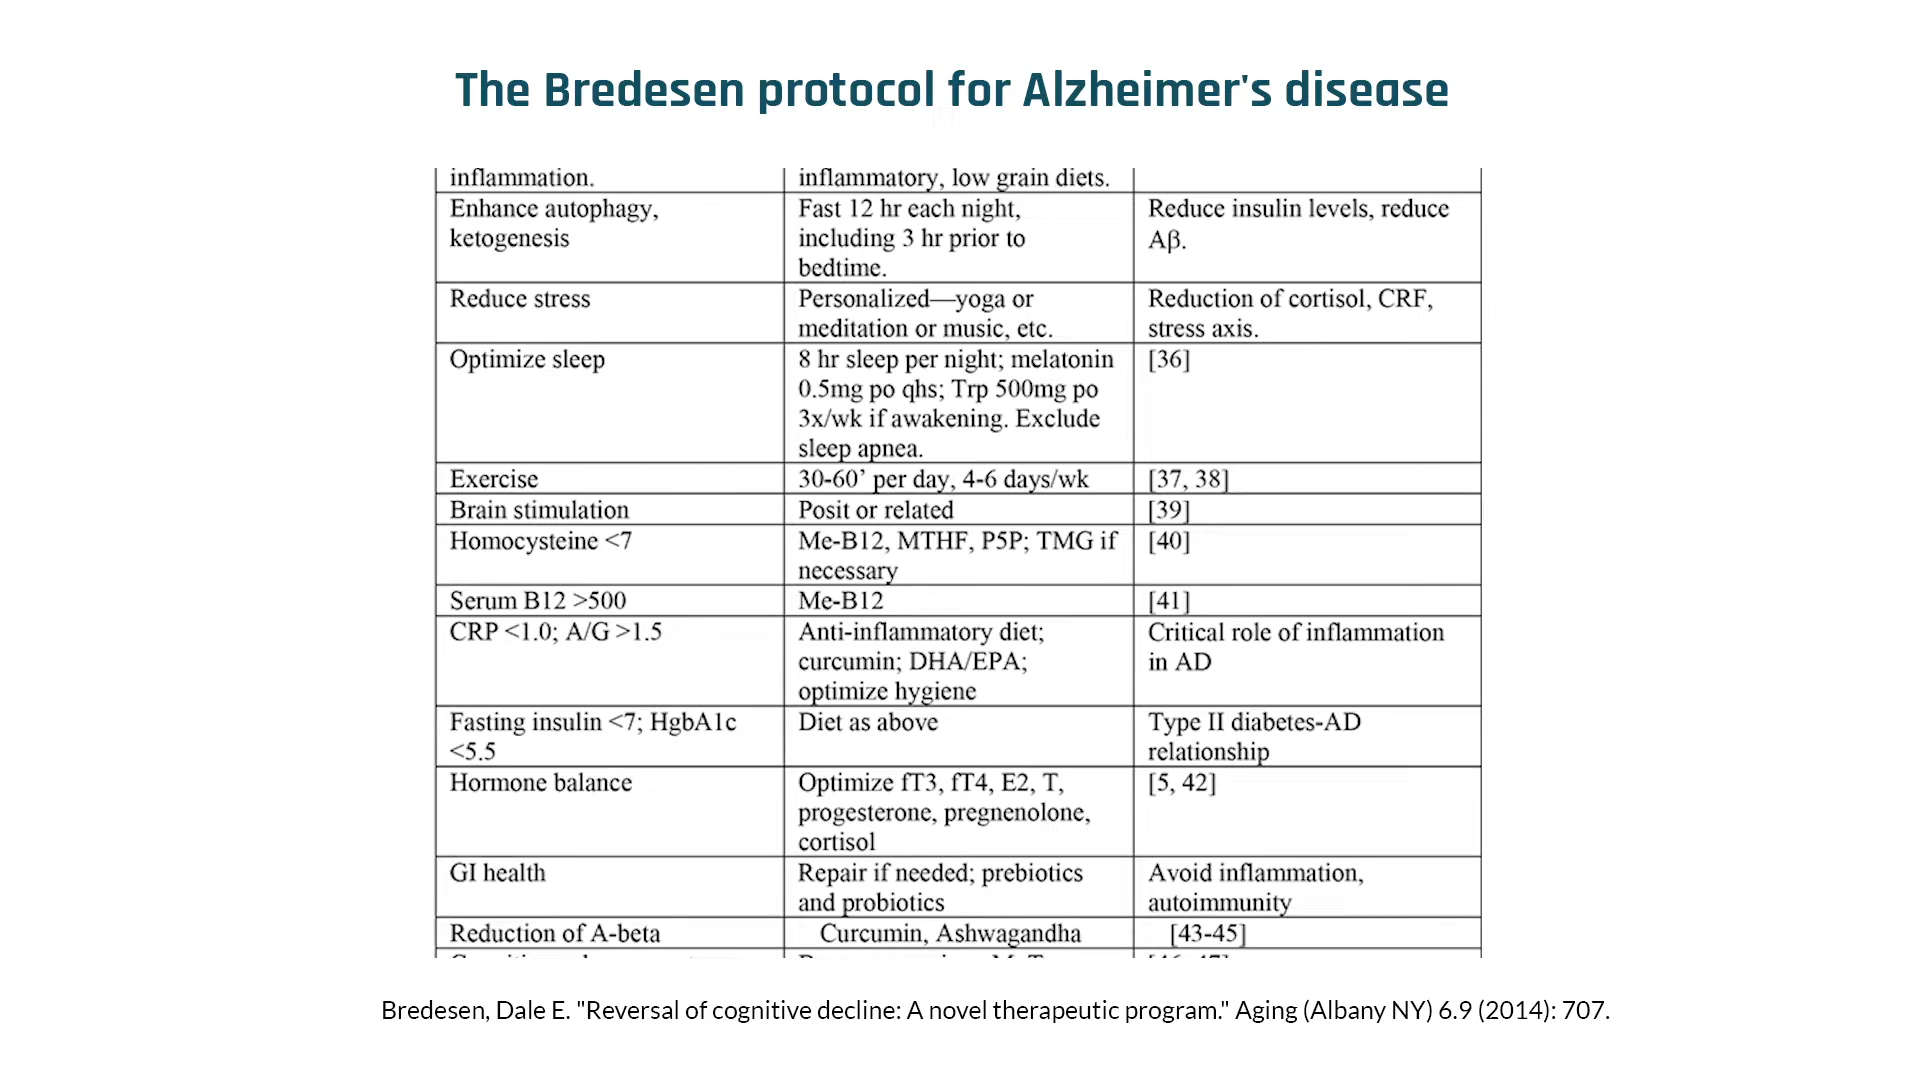 The Bredesen protocol for Alzheimer's disease
inflammation.
inflammatory, low grain diets.
Enhance autophagy,
ketogenesis
Fast 12 hr each night,
including 3 hr prior to
bedtime.
Reduce insulin levels, reduce
Aβ.
Reduce stress
Personalized—yoga or
meditation or music, etc.
Reduction of cortisol, CRF,
stress axis.
Optimize sleep
8 hr sleep per night; melatonin
0.5mg po qhs; Trp 500mg po
3x/wk if awakening. Exclude
sleep apnea.
[36]
Exercise
30-60’ per day, 4-6 days/wk
[37, 38]
Brain stimulation
Posit or related
[39]
Homocysteine <7
Me-B12, MTHF, P5P; TMG if
necessary
[40]
Serum B12 >500
Me-B12
[41]
CRP <1.0; A/G >1.5
Anti-inflammatory diet;
curcumin; DHA/EPA;
optimize hygiene
Critical role of inflammation
in AD
Fasting insulin <7; HgbA1c
<5.5
Diet as above
Type II diabetes-AD
relationship
Hormone balance
Optimize fT3, fT4, E2, T,
progesterone, pregnenolone,
cortisol
[5, 42]
GI health
Repair if needed; prebiotics
and probiotics
Avoid inflammation,
autoimmunity
Reduction of A-beta
Curcumin, Ashwagandha
[43-45]
Bredesen, Dale E. "Reversal of cognitive decline: A novel therapeutic program." Aging (Albany NY) 6.9 (2014): 707.